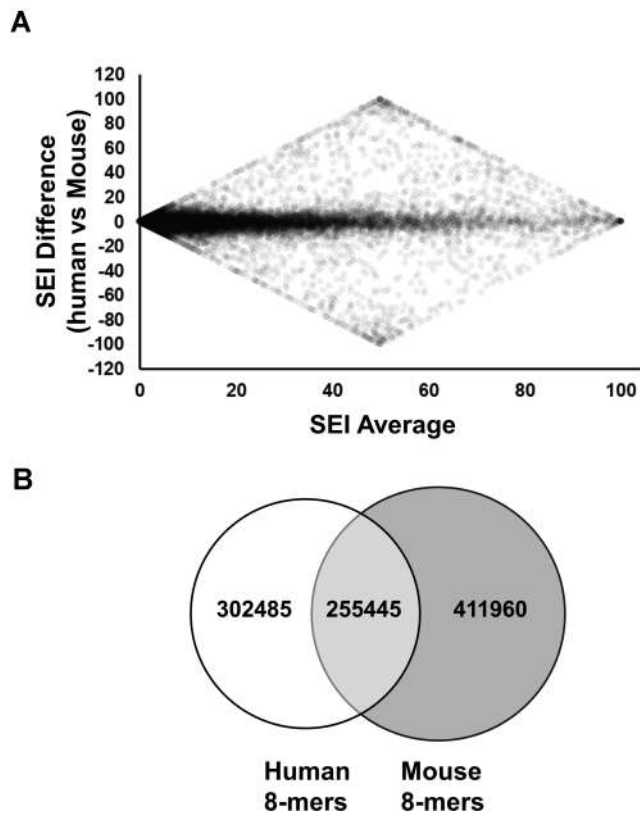 A
SEI Difference
(human vs Mouse)
120
100
80
60
40
20
0
-20
-40
-60
-80
-100
-120
0 20 40 60 80 100
SEI Average
B
302485 255445 411960
Human Mouse
8-mers 8-mers